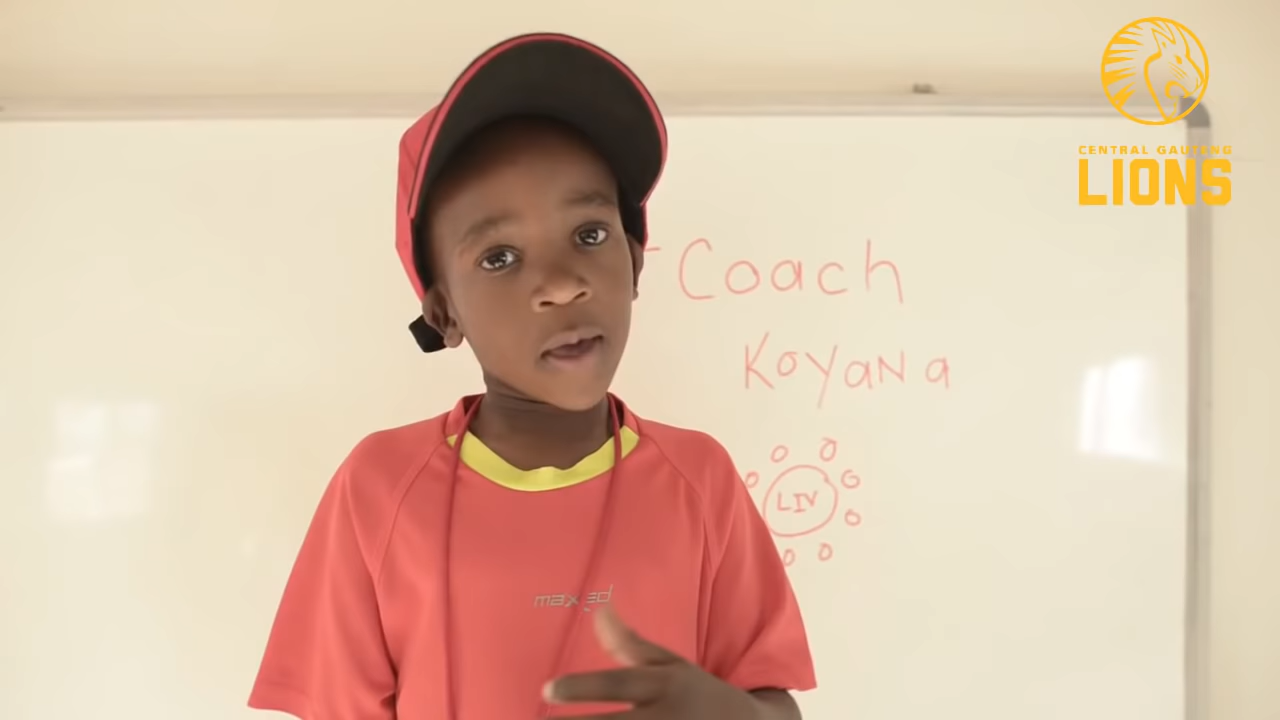 CENTRAL GAUTENG
LIONS
- Coach
KoyaNa
LIV
maxed